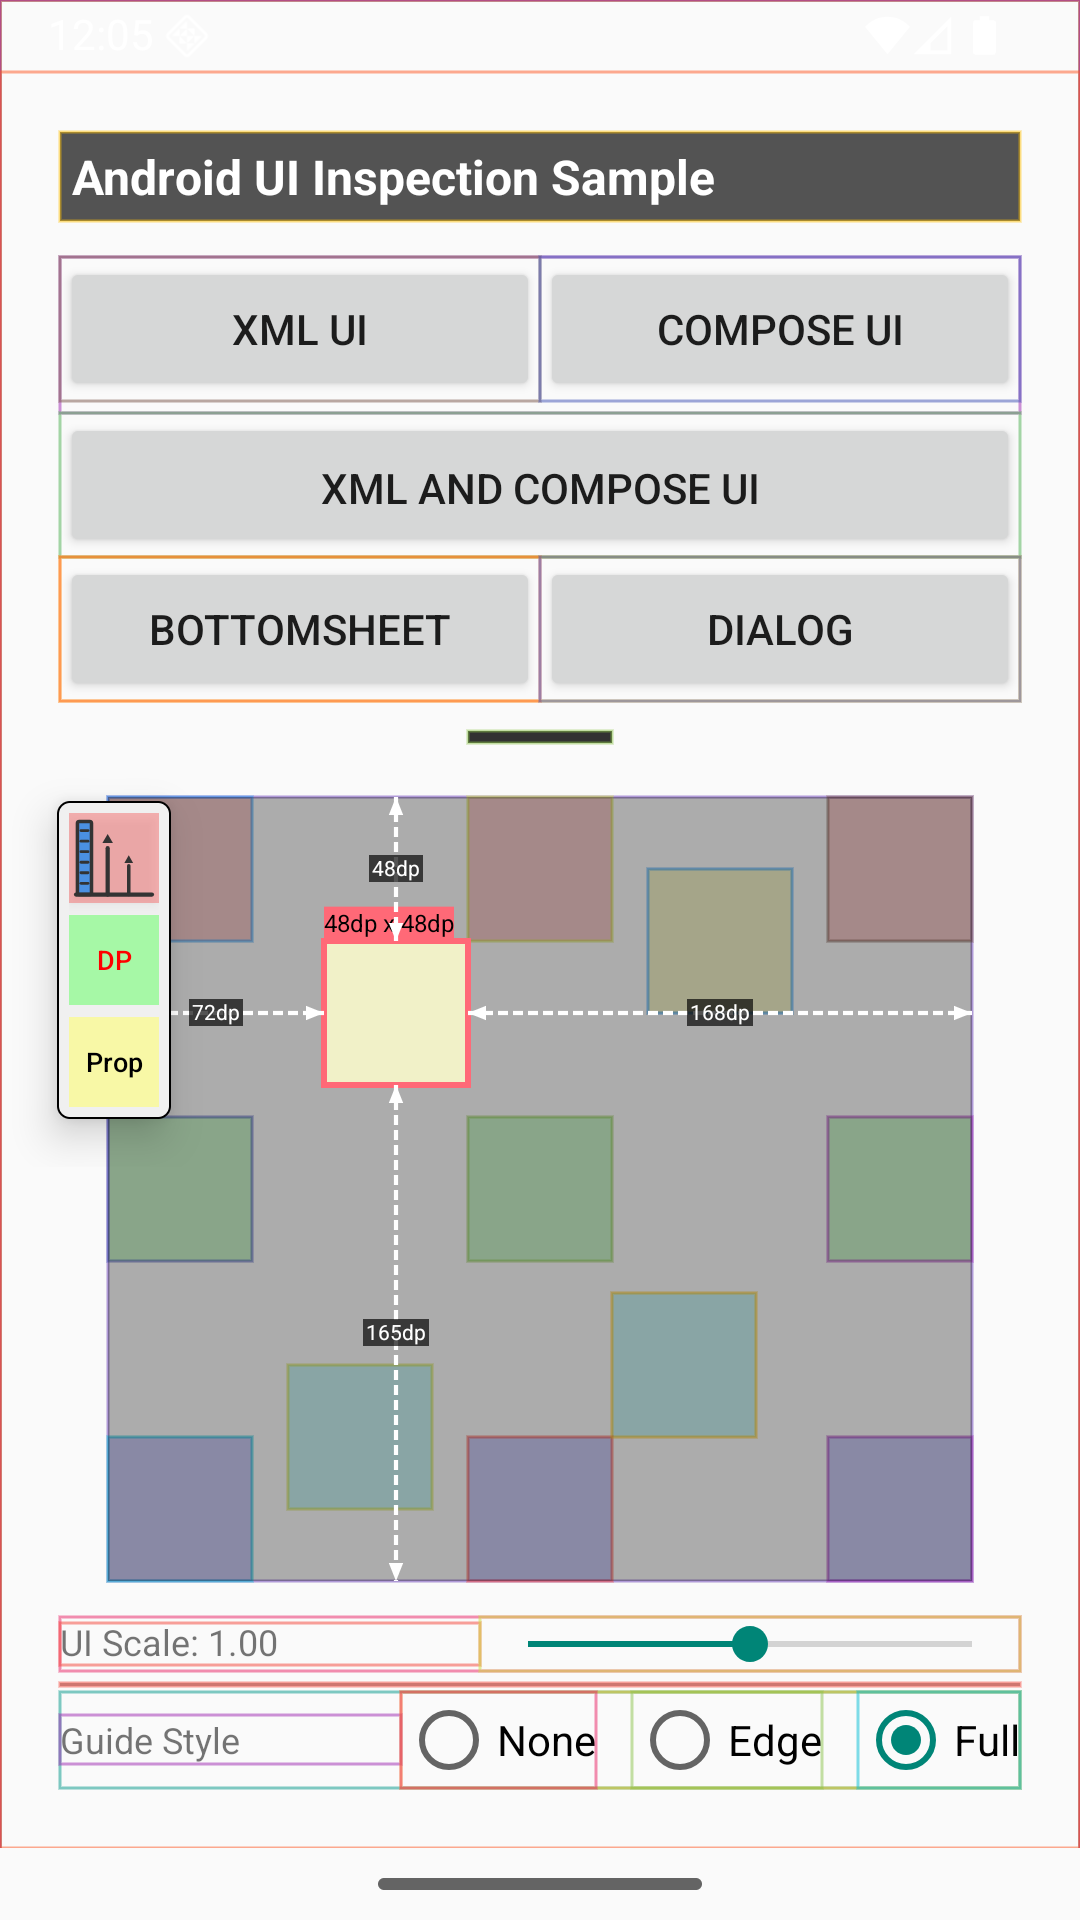 12:05
Android UI Inspection Sample
XML UI
COMPOSE UI
XML AND COMPOSE UI
BOTTOMSHEET
DIALOG
48dp
48dp x 48dp
DP
72dp
168dp
Prop
165dp
UI Scale: 1.00
Guide Style
None
Edge
Full